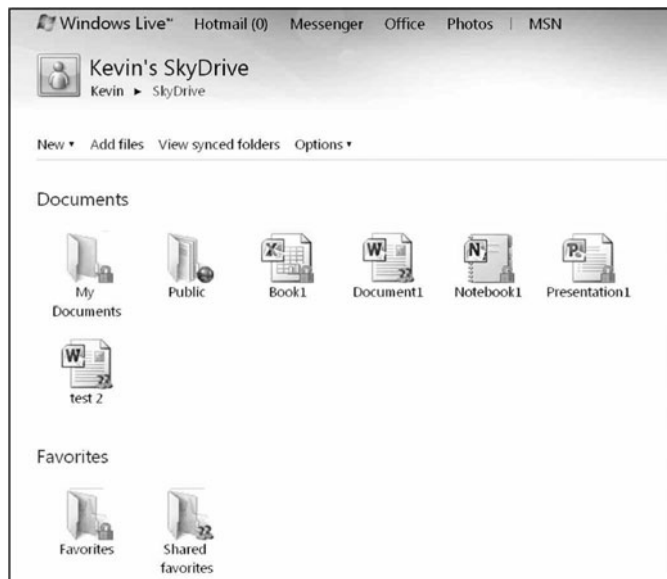 Windows Live™ Hotmail (0) Messenger Office Photos | MSN
Kevin's SkyDrive
Kevin ► SkyDrive
New ▾ Add files View synced folders Options ▾
Documents
My Documents
Public
Book1
Document1
Notebook1
Presentation1
test 2
Favorites
Favorites
Shared favorites